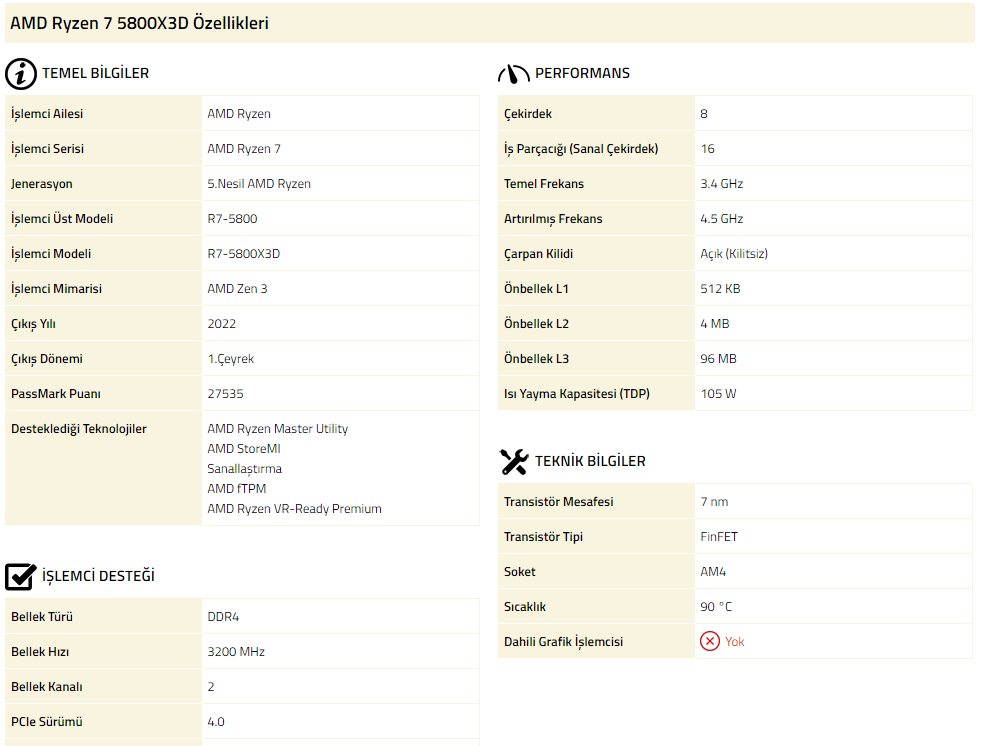 AMD Ryzen 7 5800X3D Özellikleri
TEMEL BİLGİLER
İşlemci Ailesi AMD Ryzen
İşlemci Serisi AMD Ryzen 7
Jenerasyon 5.Nesil AMD Ryzen
İşlemci Üst Modeli R7-5800
İşlemci Modeli R7-5800X3D
İşlemci Mimarisi AMD Zen 3
Çıkış Yılı 2022
Çıkış Dönemi 1.Çeyrek
PassMark Puanı 27535
Desteklediği Teknolojiler AMD Ryzen Master Utility
AMD StoreMI
Sanallaştırma
AMD fTPM
AMD Ryzen VR-Ready Premium
İŞLEMCİ DESTEĞİ
Bellek Türü DDR4
Bellek Hızı 3200 MHz
Bellek Kanalı 2
PCIe Sürümü 4.0
PERFORMANS
Çekirdek 8
İş Parçacığı (Sanal Çekirdek) 16
Temel Frekans 3.4 GHz
Artırılmış Frekans 4.5 GHz
Çarpan Kilidi Açık (Kilitsiz)
Önbellek L1 512 KB
Önbellek L2 4 MB
Önbellek L3 96 MB
Isı Yayma Kapasitesi (TDP) 105 W
TEKNİK BİLGİLER
Transistör Mesafesi 7 nm
Transistör Tipi FinFET
Soket AM4
Sıcaklık 90 °C
Dahili Grafik İşlemcisi Yok